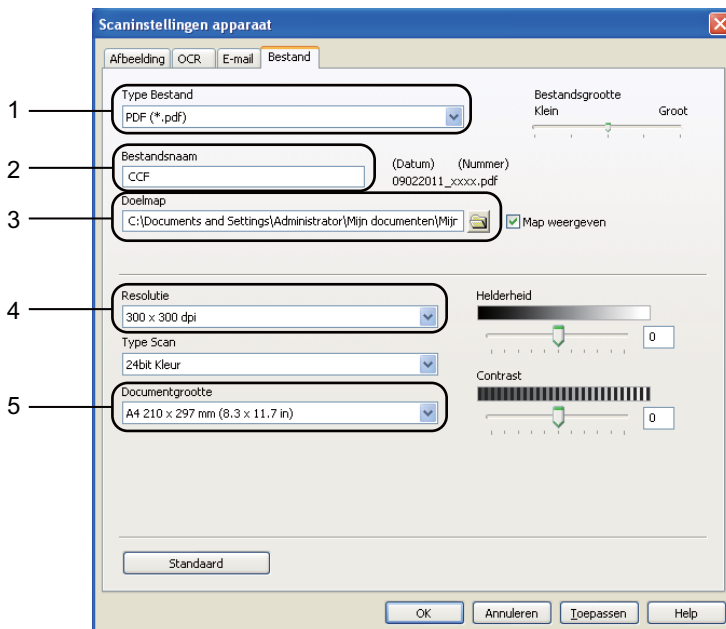 Scaninstellingen apparaat
Afbeelding OCR E-mail Bestand
1
Type Bestand
PDF (*.pdf)
Bestandsgrootte
Klein Groot
2
Bestandsnaam
CCF
(Datum) (Nummer)
09022011_xxxx.pdf
3
Doelmap
C:\Documents and Settings\Administrator\Mijn documenten\Mijr
Map weergeven
4
Resolutie
300 x 300 dpi
Helderheid
0
Type Scan
24bit Kleur
Contrast
0
5
Documentgrootte
A4 210 x 297 mm (8.3 x 11.7 in)
Standaard
OK Annuleren Toepassen Help